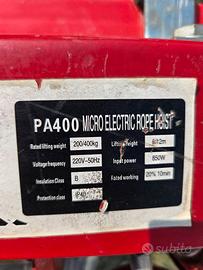 PA400 MICRO ELECTRIC ROPE HOIST
Rated lifting weight 200/400kg Lifting height 6/12m
Voltage/frequency 220V~50Hz Input power 850W
Insulation Class B Rated working 20% 10min
Protection class IP40
subito